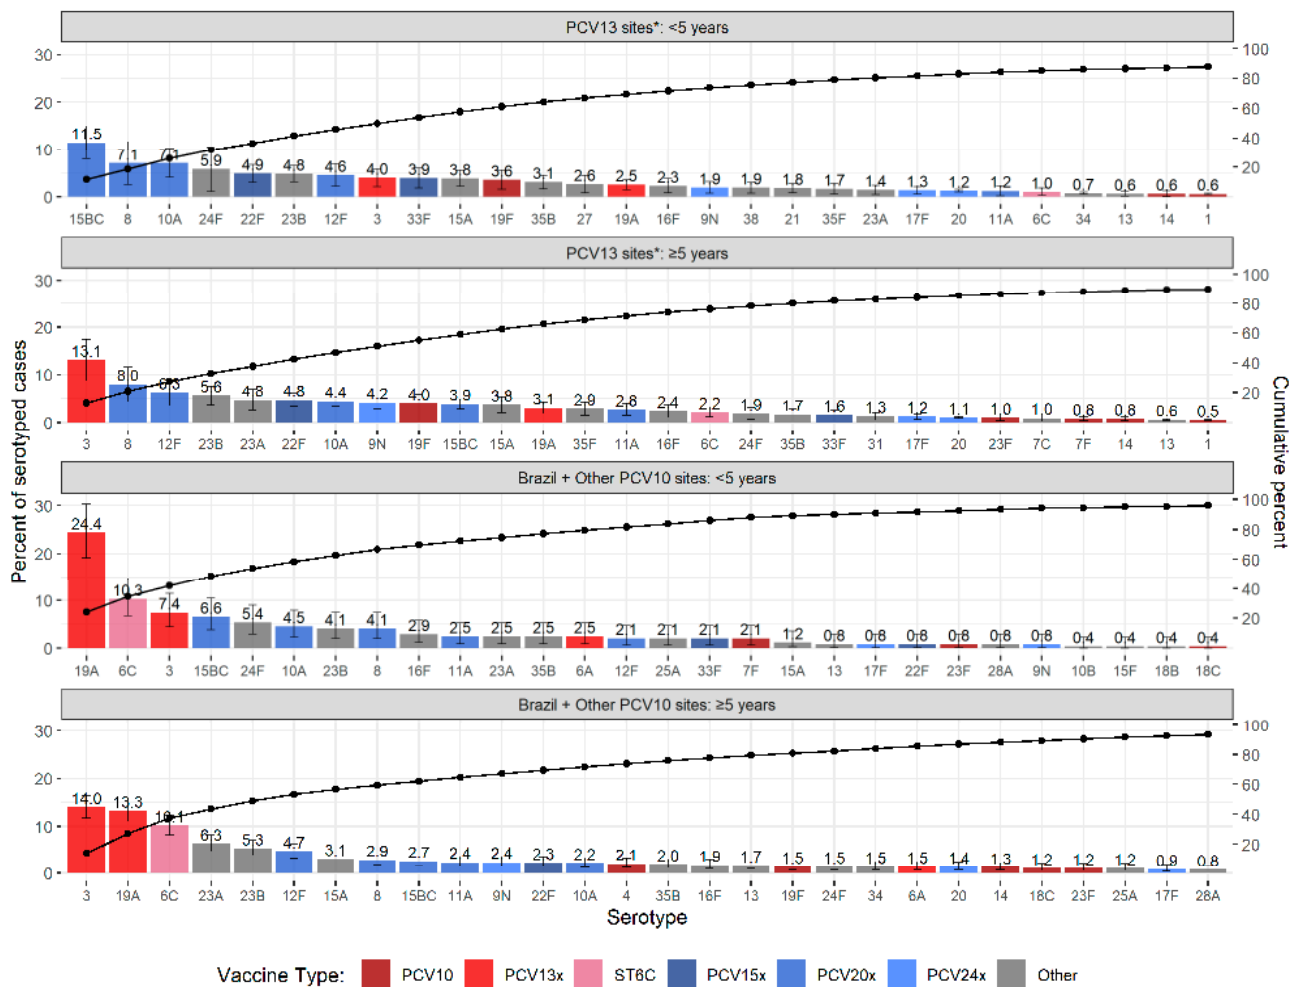 PCV13 sites*: <5 years
30
20
10
0
100
80
60
40
20
11.5 7.1 7.1 5.9 4.9 4.8 4.6 4.0 3.9 3.8 3.6 3.1 2.6 2.5 2.3 1.9 1.9 1.8 1.7 1.4 1.3 1.2 1.2 1.0 0.7 0.6 0.6 0.6
15BC 8 10A 24F 22F 23B 12F 3 33F 15A 19F 35B 27 19A 16F 9N 38 21 35F 23A 17F 20 11A 6C 34 13 14 1
PCV13 sites*: ≥5 years
30
20
10
0
100
80
60
40
20
13.1 8.0 6.3 5.6 4.8 4.8 4.4 4.2 4.0 3.9 3.8 3.1 2.9 2.8 2.4 2.2 1.9 1.7 1.6 1.3 1.2 1.1 1.0 1.0 0.8 0.8 0.6 0.5
3 8 12F 23B 23A 22F 10A 9N 19F 15BC 15A 19A 35F 11A 16F 6C 24F 35B 33F 31 17F 20 23F 7C 7F 14 13 1
Percent of serotyped cases
Cumulative percent
Brazil + Other PCV10 sites: <5 years
30
20
10
0
100
80
60
40
20
24.4 10.3 7.4 6.6 5.4 4.5 4.1 4.1 2.9 2.5 2.5 2.5 2.5 2.1 2.1 2.1 2.1 1.2 0.8 0.8 0.8 0.8 0.8 0.8 0.4 0.4 0.4 0.4
19A 6C 3 15BC 24F 10A 23B 8 16F 11A 23A 35B 6A 12F 25A 33F 7F 15A 13 17F 22F 23F 28A 9N 10B 15F 18B 18C
Brazil + Other PCV10 sites: ≥5 years
30
20
10
0
100
80
60
40
20
14.0 13.3 10.1 6.3 5.3 4.7 3.1 2.9 2.7 2.4 2.4 2.3 2.2 2.1 2.0 1.9 1.7 1.5 1.5 1.5 1.5 1.4 1.3 1.2 1.2 1.2 0.9 0.8
3 19A 6C 23A 23B 12F 15A 8 15BC 11A 9N 22F 10A 4 35B 16F 13 19F 24F 34 6A 20 14 18C 23F 25A 17F 28A
Serotype
Vaccine Type: PCV10 PCV13x ST6C PCV15x PCV20x PCV24x Other